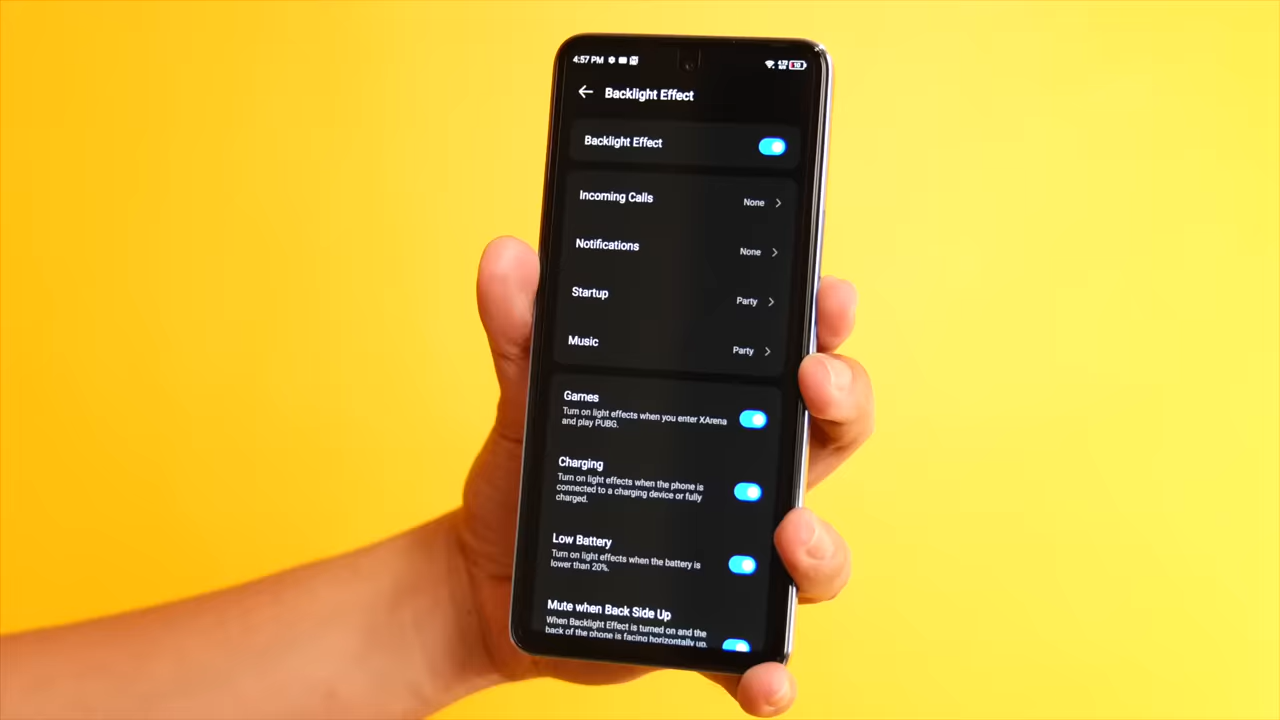 4:57 PM
10
Backlight Effect
Backlight Effect
Incoming Calls None
Notifications None
Startup Party
Music Party
Games
Turn on light effects when you enter XArena
and play PUBG.
Charging
Turn on light effects when the phone is
connected to a charging device or fully
charged.
Low Battery
Turn on light effects when the battery is
lower than 20%.
Mute when Back Side Up
When Backlight Effect is turned on and the
back of the phone is facing horizontally up,